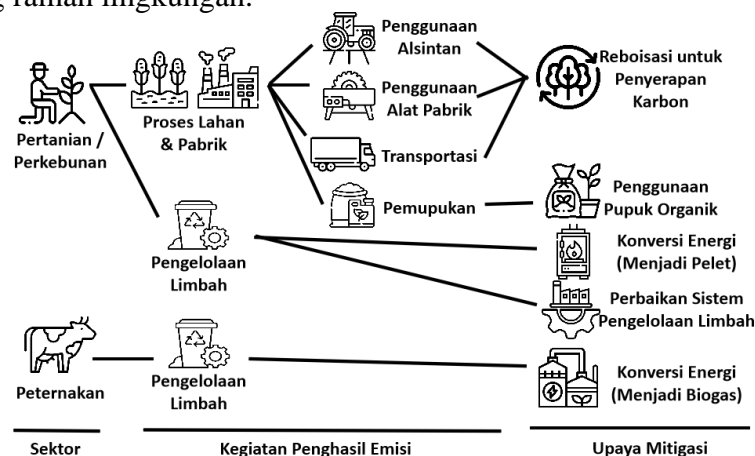 ramah lingkungan.
Penggunaan
Alsintan
Penggunaan
Alat Pabrik
Transportasi
Pemupukan
Reboisasi untuk
Penyerapan
Karbon
Pertanian /
Perkebunan
Proses Lahan
& Pabrik
Penggunaan
Pupuk Organik
Pengelolaan
Limbah
Konversi Energi
(Menjadi Pelet)
Perbaikan Sistem
Pengelolaan Limbah
Peternakan
Pengelolaan
Limbah
Konversi Energi
(Menjadi Biogas)
Sektor
Kegiatan Penghasil Emisi
Upaya Mitigasi